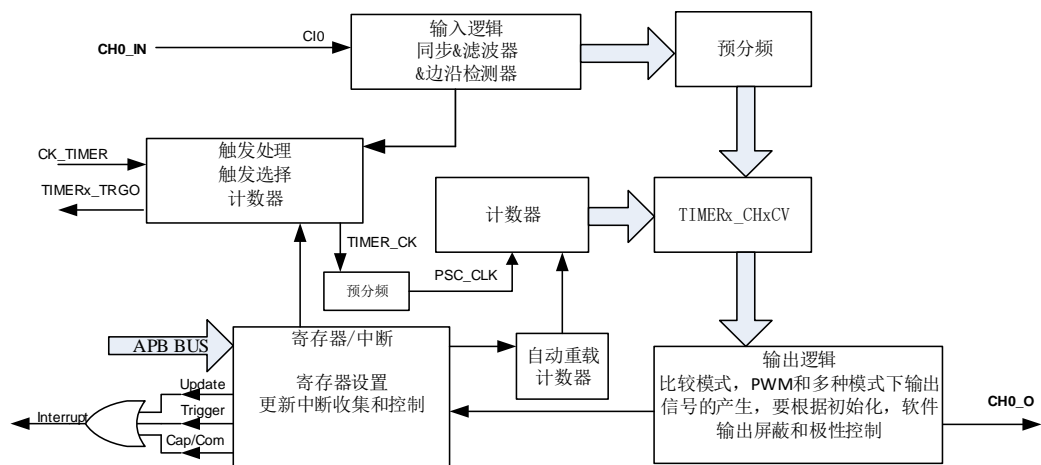 CH0_IN
CI0
输入逻辑
同步&滤波器
&边沿检测器
预分频
CK_TIMER
TIMERx_TRGO
触发处理
触发选择
计数器
计数器
TIMERx_CHxCV
TIMER_CK
预分频
PSC_CLK
APB BUS
寄存器/中断
寄存器设置
更新中断收集和控制
自动重载
计数器
输出逻辑
比较模式，PWM和多种模式下输出
信号的产生，要根据初始化，软件
输出屏蔽和极性控制
CH0_O
Update
Trigger
Cap/Com
Interrupt